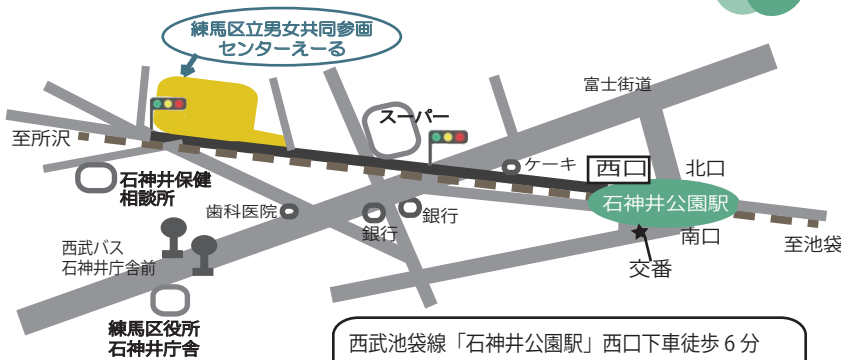 練馬区立男女共同参画
センターえーる
富士街道
スーパー
至所沢
ケーキ
西口
北口
石神井保健
相談所
石神井公園駅
歯科医院
銀行
銀行
南口
至池袋
西武バス
石神井庁舎前
交番
練馬区役所
石神井庁舎
西武池袋線「石神井公園駅」西口下車徒歩 6 分